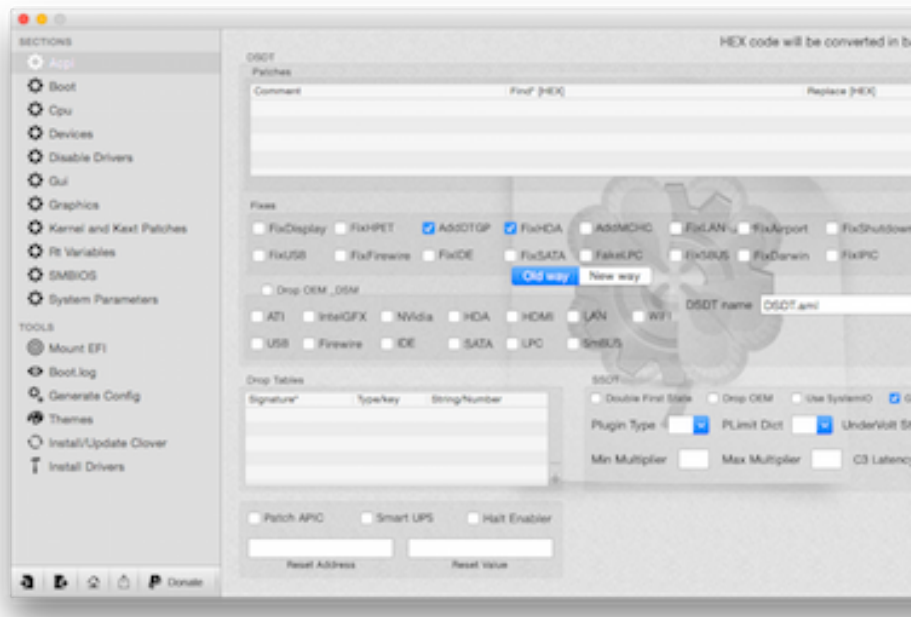 HEX code will be converted in ba
SECTIONS
Acpi
Boot
Cpu
Devices
Disable Drivers
Gui
Graphics
Kernel and Kext Patches
Rt Variables
SMBIOS
System Parameters
TOOLS
Mount EFI
Boot.log
Generate Config
Themes
Install/Update Clover
Install Drivers
Donate
DSDT
Patches
Comment Find* [HEX] Replace [HEX]
Fixes
FixDisplay FixHPET AddDTGP FixHDA AddMCHC FixLAN FixAirport FixShutdown
FixUSB FixFirewire FixIDE FixSATA FakeLPC FixSBUS FixDarwin FixIPIC
Old way New way
Drop OEM _DSM
ATI IntelGFX NVidia HDA HDMI LAN WIFI
DSDT name DSDT.aml
USB Firewire IDE SATA LPC SmBUS
Drop Tables
Signature* Type/key String/Number
SSDT
Double First State Drop OEM Use SystemIO G
Plugin Type PLimit Dict UnderVolt St
Min Multiplier Max Multiplier C3 Latency
Patch APIC Smart UPS Halt Enabler
Reset Address Reset Value